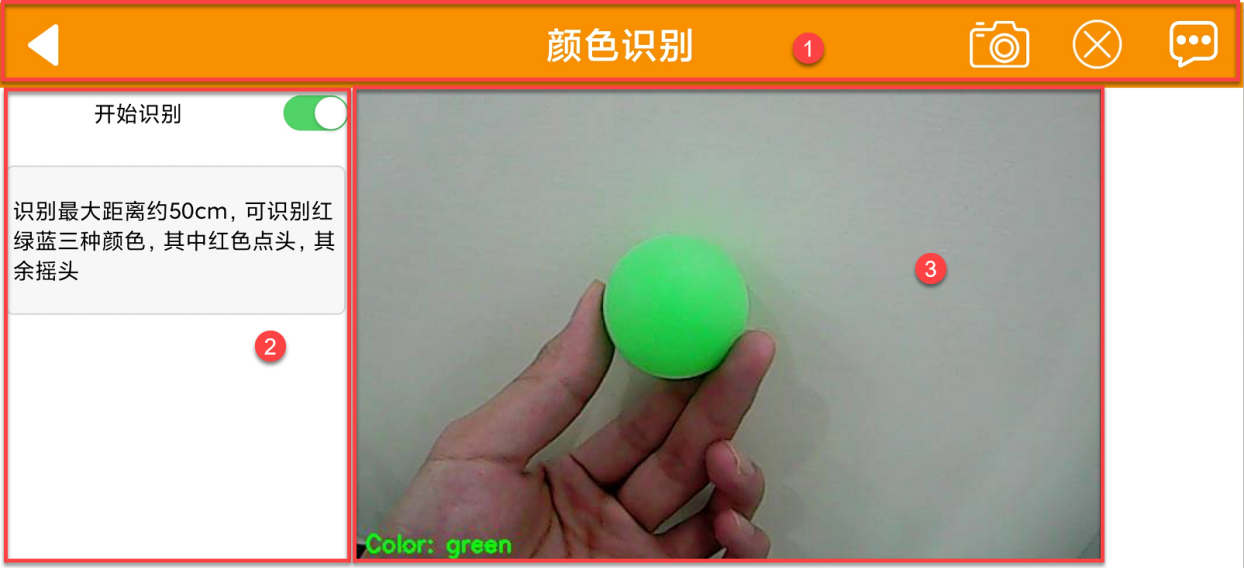 颜色识别
1
开始识别
识别最大距离约50cm，可识别红
绿蓝三种颜色，其中红色点头，其
余摇头
2
3
Color: green